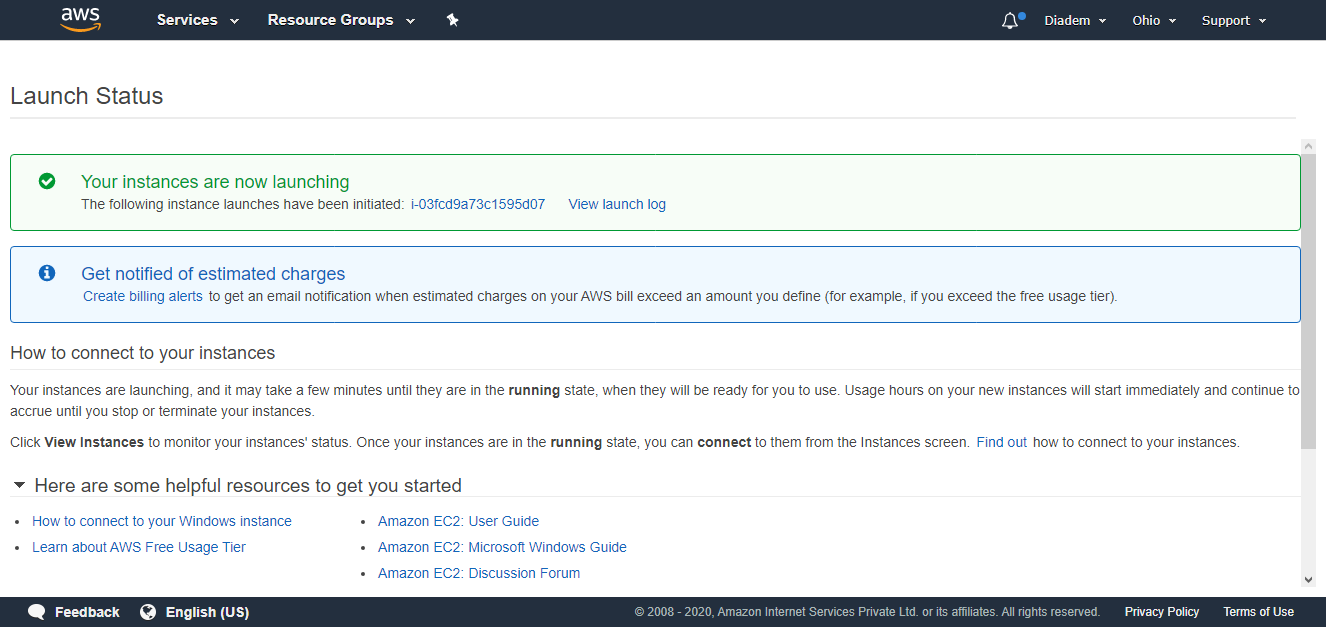 aws Services Resource Groups Diadem Ohio Support
Launch Status
Your instances are now launching
The following instance launches have been initiated: i-03fcd9a73c1595d07 View launch log
Get notified of estimated charges
Create billing alerts to get an email notification when estimated charges on your AWS bill exceed an amount you define (for example, if you exceed the free usage tier).
How to connect to your instances
Your instances are launching, and it may take a few minutes until they are in the running state, when they will be ready for you to use. Usage hours on your new instances will start immediately and continue to
accrue until you stop or terminate your instances.
Click View Instances to monitor your instances' status. Once your instances are in the running state, you can connect to them from the Instances screen. Find out how to connect to your instances.
Here are some helpful resources to get you started
• How to connect to your Windows instance
• Learn about AWS Free Usage Tier
• Amazon EC2: User Guide
• Amazon EC2: Microsoft Windows Guide
• Amazon EC2: Discussion Forum
Feedback English (US) © 2008 - 2020, Amazon Internet Services Private Ltd. or its affiliates. All rights reserved. Privacy Policy Terms of Use